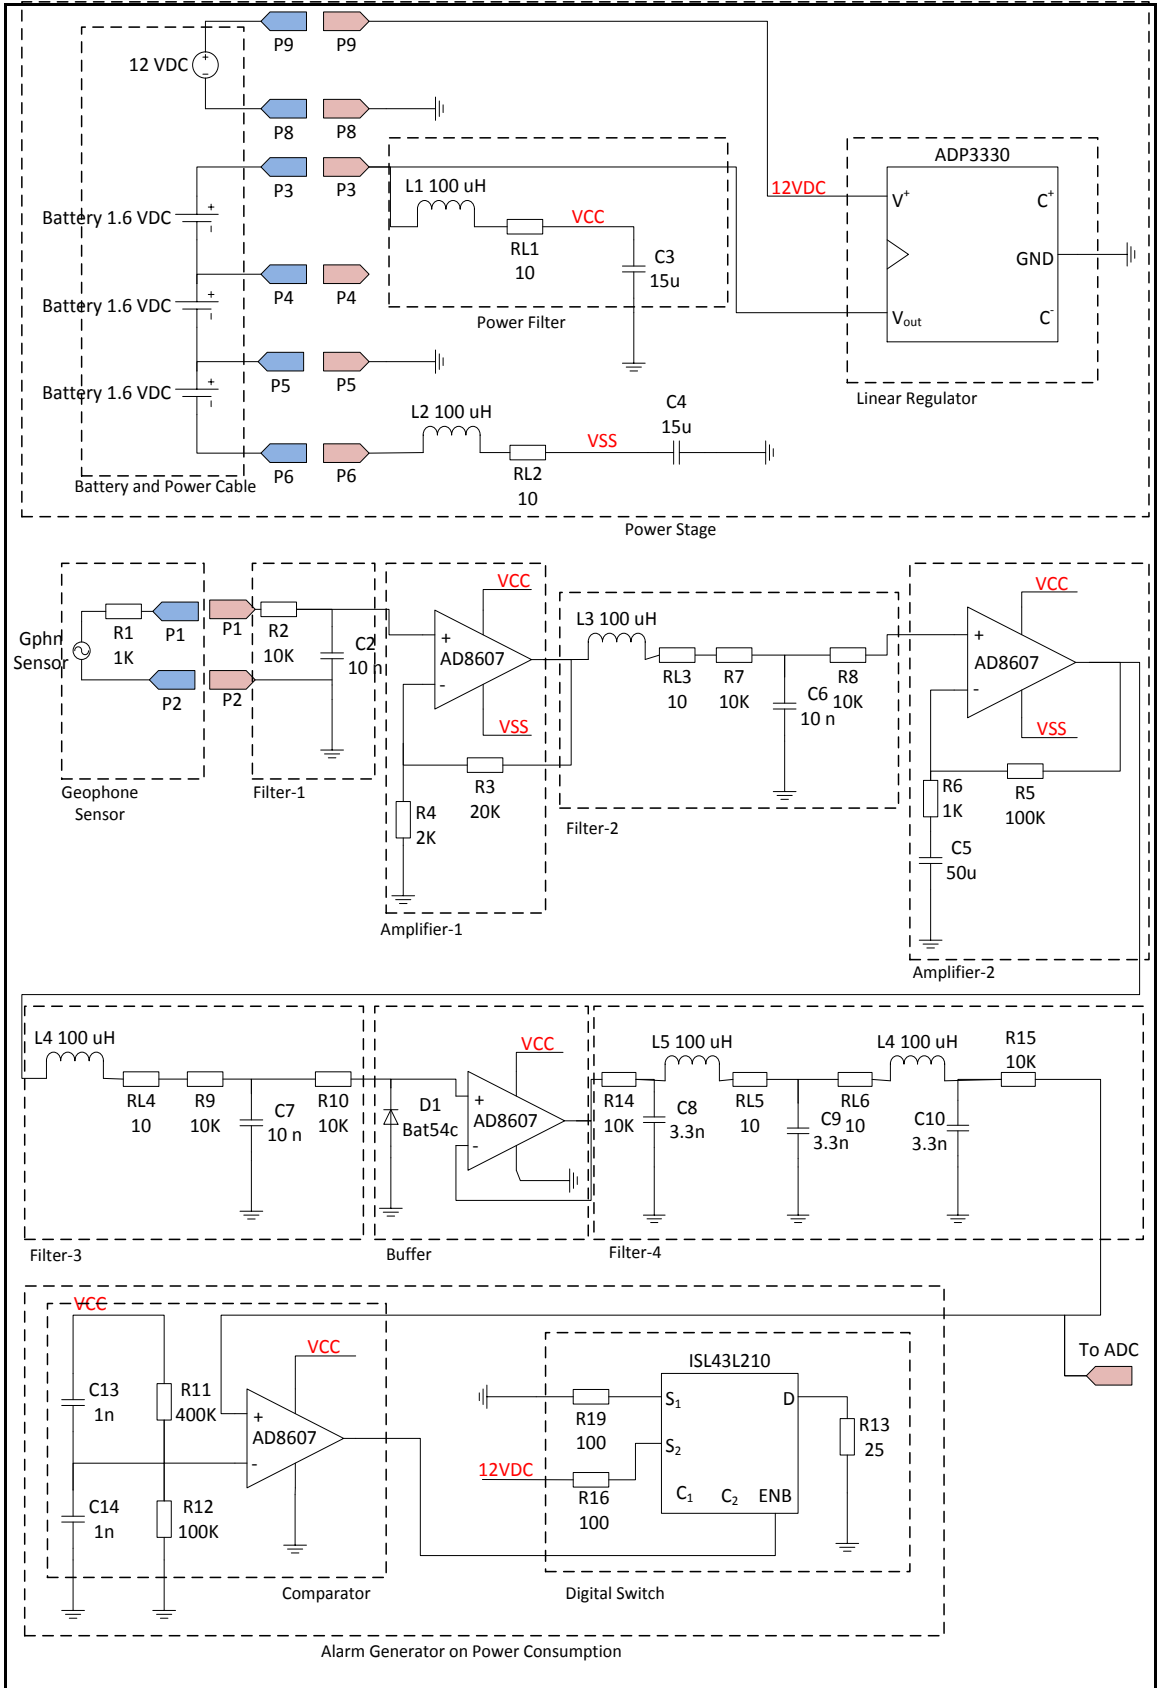 P9 P9
12 VDC
P8 P8
P3 P3
ADP3330
L1 100 uH
12VDC
V+
C+
Battery 1.6 VDC
VCC
RL1
10
C3
15u
GND
P4 P4
Battery 1.6 VDC
Power Filter
Vout
C-
P5 P5
Battery 1.6 VDC
Linear Regulator
L2 100 uH
C4
15u
VSS
P6 P6
RL2
10
Battery and Power Cable
Power Stage
VCC
VCC
P1 P1
L3 100 uH
Gphn
Sensor
R1
1K
R2
10K
C2
10 n
+
AD8607
-
RL3
10
R7
10K
R8
10K
C6
10 n
+
AD8607
-
P2 P2
VSS
VSS
R3
20K
R6
1K
R5
100K
Geophone
Sensor
Filter-1
R4
2K
Filter-2
C5
50u
Amplifier-1
Amplifier-2
L4 100 uH
VCC
L5 100 uH
L4 100 uH
R15
10K
RL4
10
R9
10K
C7
10 n
R10
10K
D1
Bat54c
+
AD8607
-
R14
10K
C8
3.3n
RL5
10
C9
3.3n
RL6
10
C10
3.3n
Filter-3
Buffer
Filter-4
VCC
VCC
To ADC
ISL43L210
C13
1n
R11
400K
+
AD8607
-
S1
D
R19
100
R13
25
S2
12VDC
C14
1n
R12
100K
R16
100
C1
C2
ENB
Comparator
Digital Switch
Alarm Generator on Power Consumption